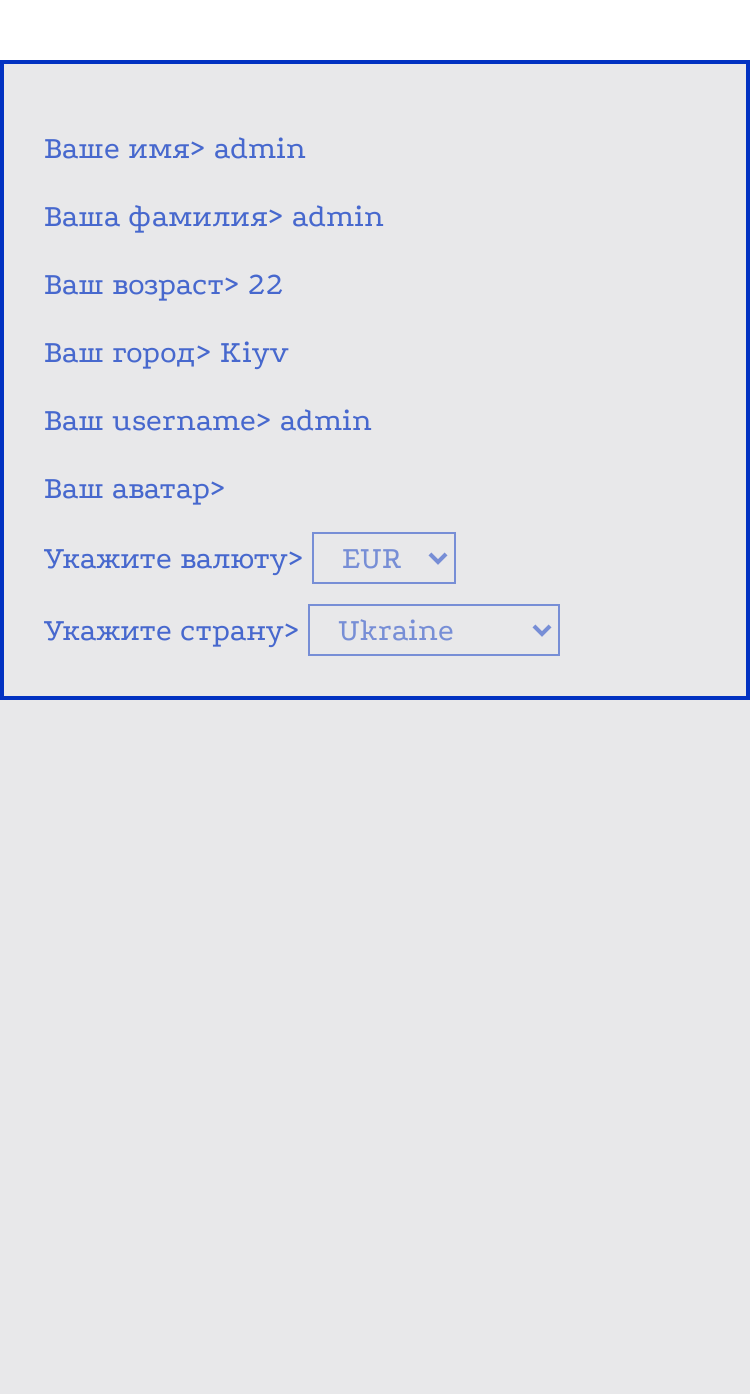 Ваше имя> admin
Ваша фамилия> admin
Ваш возраст> 22
Ваш город> Kiyv
Ваш username> admin
Ваш аватар>
Укажите валюту> EUR
Укажите страну> Ukraine